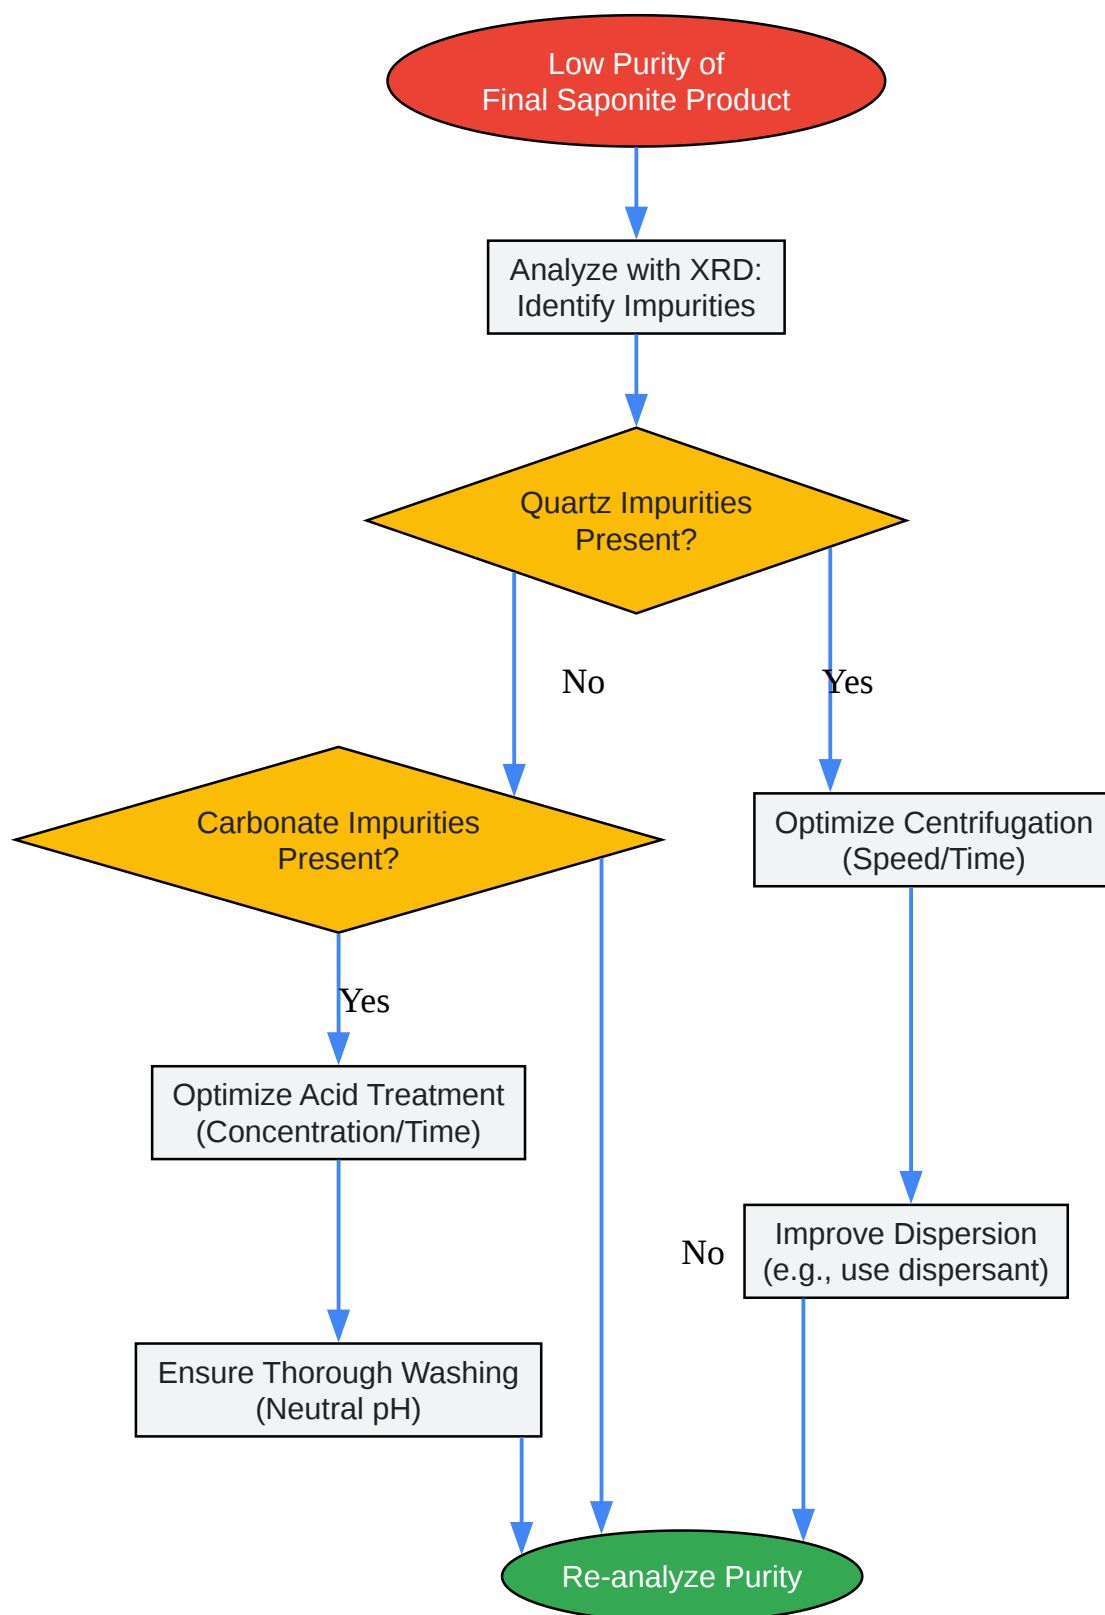 Low Purity of
Final Saponite Product
Analyze with XRD:
Identify Impurities
Quartz Impurities
Present?
No
Yes
Carbonate Impurities
Present?
Optimize Centrifugation
(Speed/Time)
Yes
Optimize Acid Treatment
(Concentration/Time)
No
Improve Dispersion
(e.g., use dispersant)
Ensure Thorough Washing
(Neutral pH)
Re-analyze Purity